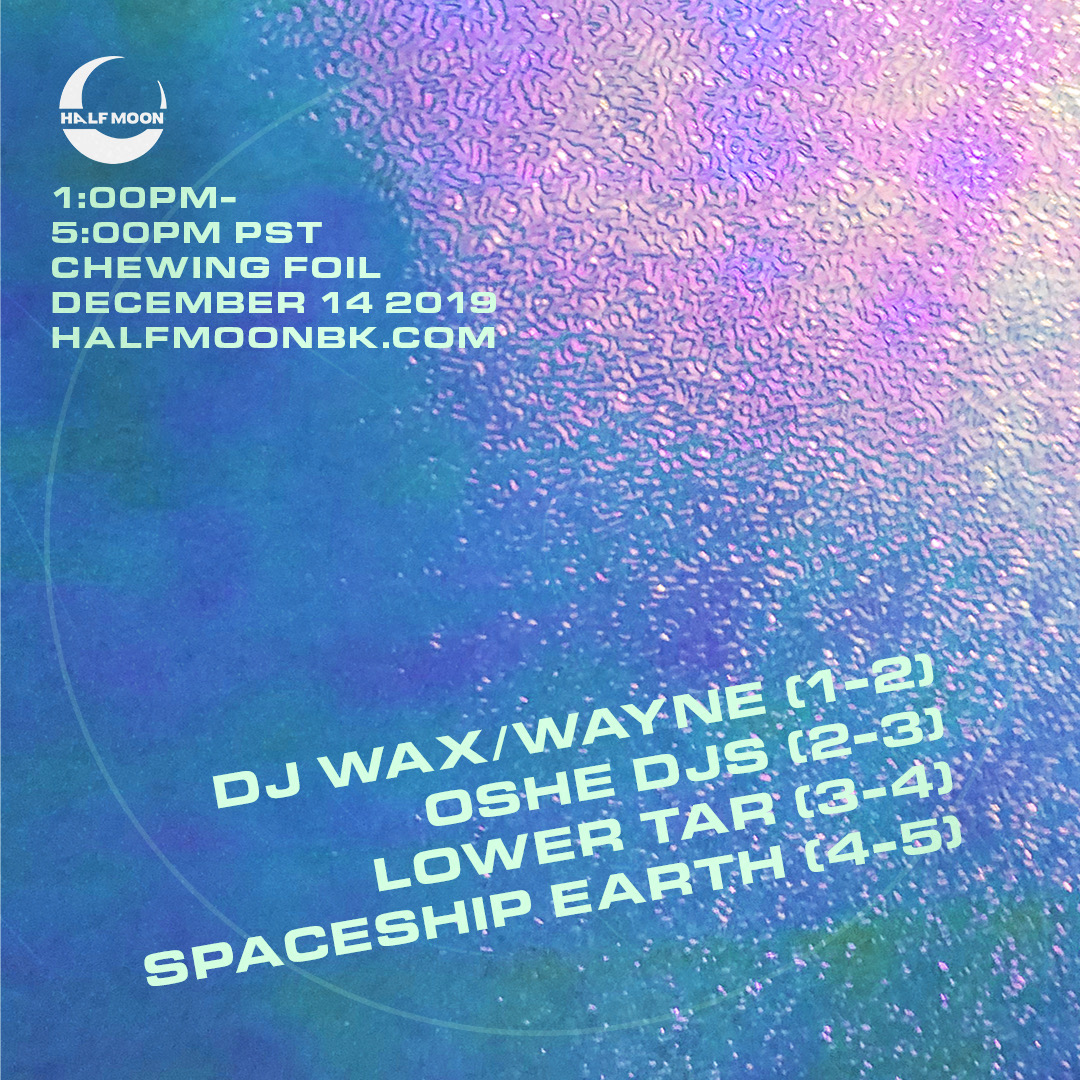 HALF MOON
1:00PM-
5:00PM PST
CHEWING FOIL
DECEMBER 14 2019
HALFMOONBK.COM
DJ WAX/WAYNE (1-2)
OSHE DJS (2-3)
LOWER TAR (3-4)
SPACESHIP EARTH (4-5)